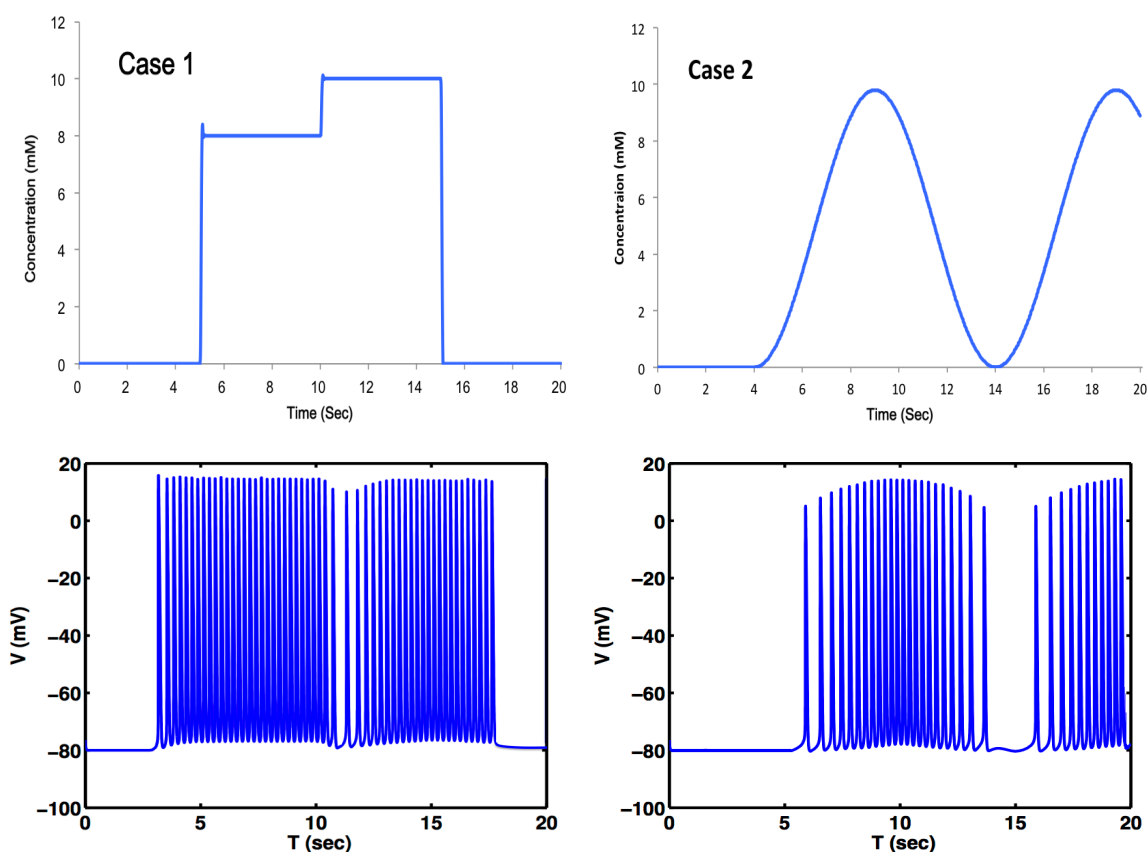 Case 1
12
10
8
6
4
2
0
Concentration (mM)
0 2 4 6 8 10 12 14 16 18 20
Time (Sec)
Case 2
12
10
8
6
4
2
0
Concentraion (mM)
0 2 4 6 8 10 12 14 16 18 20
Time (Sec)
20
0
−20
−40
−60
−80
−100
V (mV)
0 5 10 15 20
T (sec)
20
0
−20
−40
−60
−80
−100
V (mV)
0 5 10 15 20
T (sec)